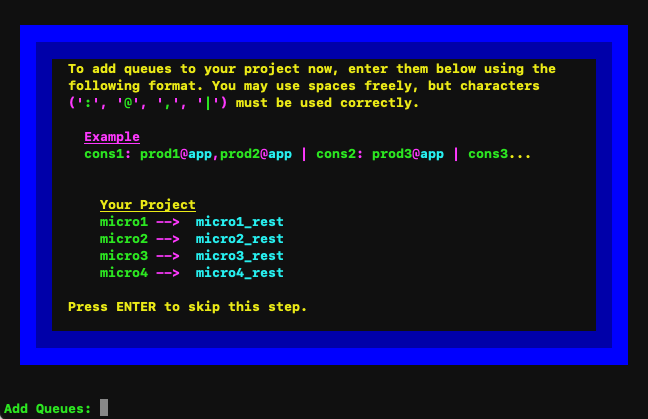 To add queues to your project now, enter them below using the
following format. You may use spaces freely, but characters
(':', '@', ',', '|') must be used correctly.
Example
cons1: prod1@app,prod2@app | cons2: prod3@app | cons3...
Your Project
micro1 --> micro1_rest
micro2 --> micro2_rest
micro3 --> micro3_rest
micro4 --> micro4_rest
Press ENTER to skip this step.
Add Queues: